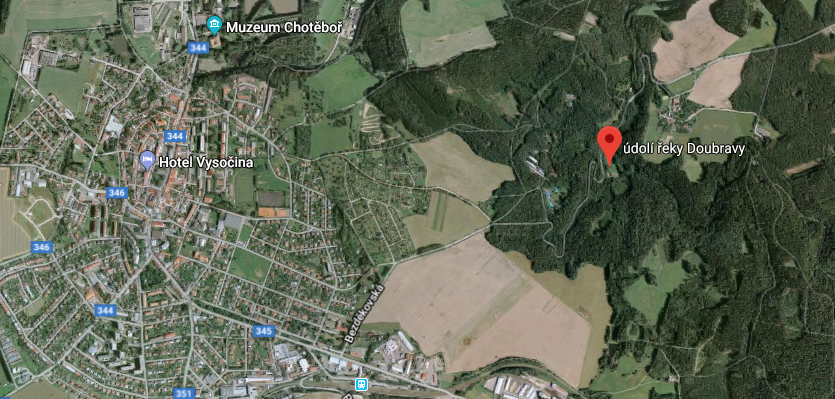 Muzeum Chotěboř
344
344
údolí řeky Doubravy
Hotel Vysočina
346
346
Bezděkovská
344
345
351